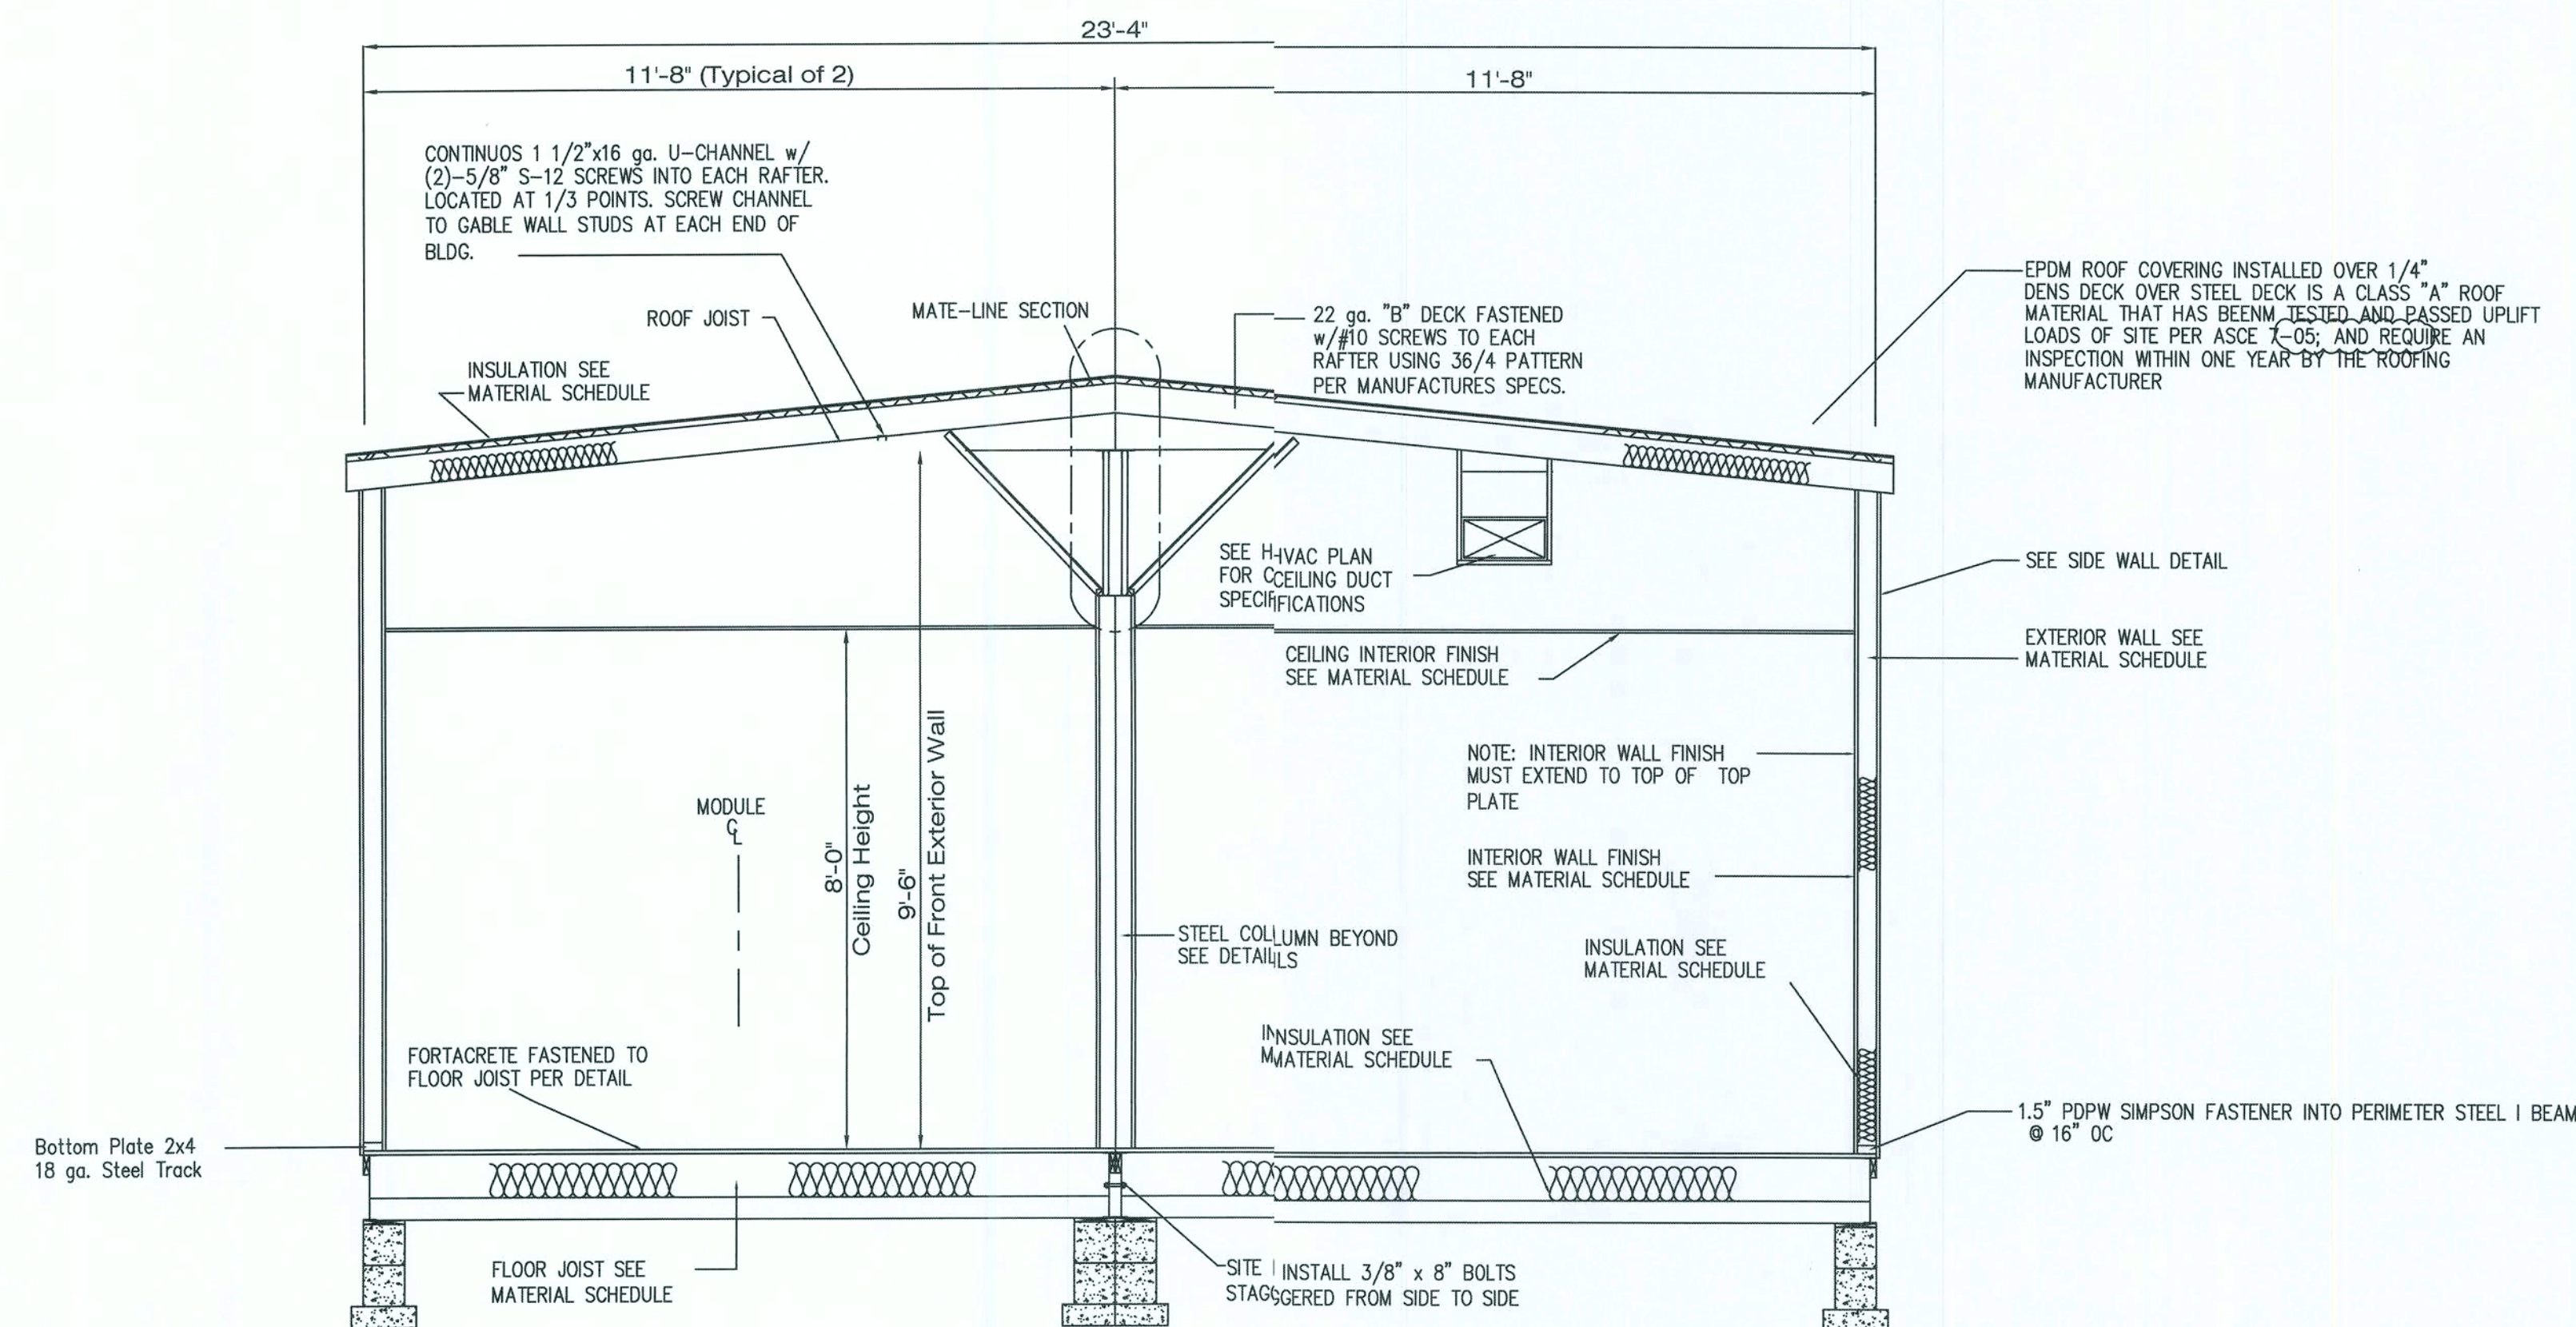 23'-4"
11'-8" (Typical of 2)
11'-8"
CONTINUOS 1 1/2"x16 ga. U-CHANNEL w/
(2)-5/8" S-12 SCREWS INTO EACH RAFTER.
LOCATED AT 1/3 POINTS. SCREW CHANNEL
TO GABLE WALL STUDS AT EACH END OF
BLDG.
ROOF JOIST
MATE-LINE SECTION
INSULATION SEE
MATERIAL SCHEDULE
22 ga. "B" DECK FASTENED
w/#10 SCREWS TO EACH
RAFTER USING 36/4 PATTERN
PER MANUFACTURES SPECS.
EPDM ROOF COVERING INSTALLED OVER 1/4"
DENS DECK OVER STEEL DECK IS A CLASS "A" ROOF
MATERIAL THAT HAS BEENM TESTED AND PASSED UPLIFT
LOADS OF SITE PER ASCE 7-05; AND REQUIRE AN
INSPECTION WITHIN ONE YEAR BY THE ROOFING
MANUFACTURER
SEE HVAC PLAN
FOR CEILING DUCT
SPECIFICATIONS
SEE SIDE WALL DETAIL
EXTERIOR WALL SEE
MATERIAL SCHEDULE
CEILING INTERIOR FINISH
SEE MATERIAL SCHEDULE
NOTE: INTERIOR WALL FINISH
MUST EXTEND TO TOP OF TOP
PLATE
MODULE
CL
8'-0"
Ceiling Height
9'-6"
Top of Front Exterior Wall
INTERIOR WALL FINISH
SEE MATERIAL SCHEDULE
STEEL COLUMN BEYOND
SEE DETAILS
INSULATION SEE
MATERIAL SCHEDULE
INSULATION SEE
MATERIAL SCHEDULE
FORTACRETE FASTENED TO
FLOOR JOIST PER DETAIL
Bottom Plate 2x4
18 ga. Steel Track
1.5" PDPW SIMPSON FASTENER INTO PERIMETER STEEL I BEAM
@ 16" OC
FLOOR JOIST SEE
MATERIAL SCHEDULE
SITE INSTALL 3/8" x 8" BOLTS
STAGGERED FROM SIDE TO SIDE